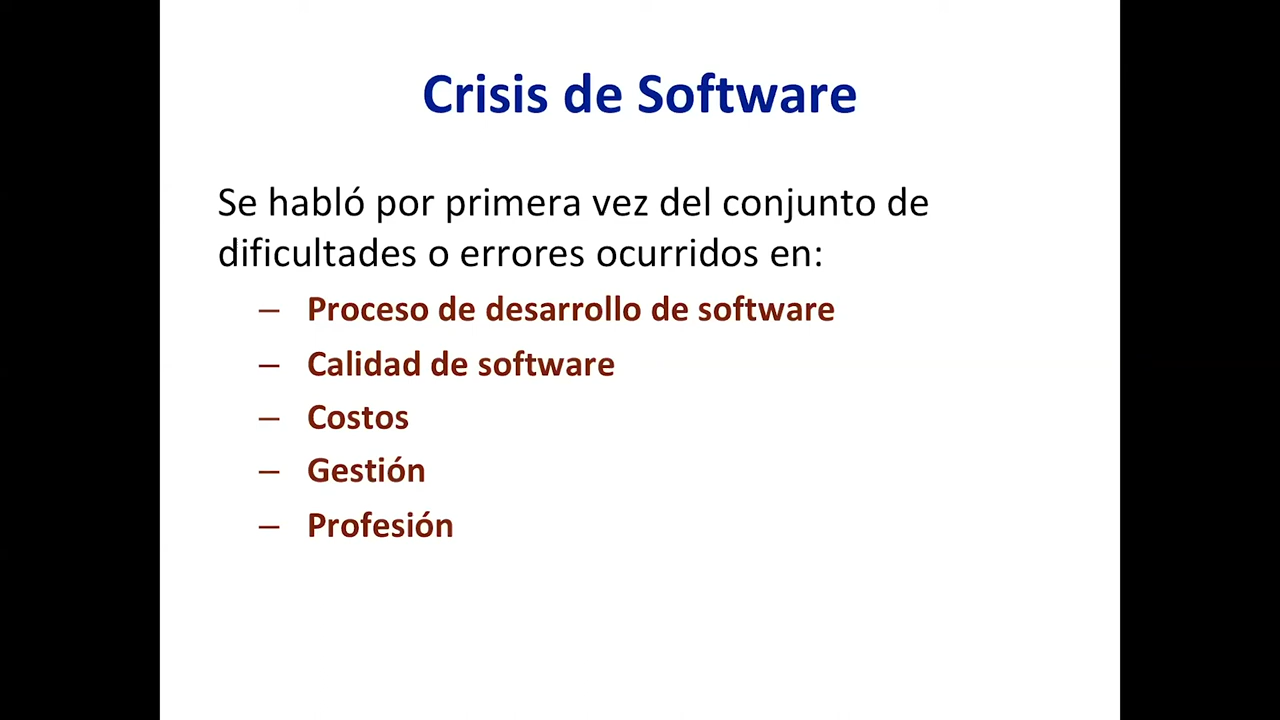 Crisis de Software
Se habló por primera vez del conjunto de
dificultades o errores ocurridos en:
– Proceso de desarrollo de software
– Calidad de software
– Costos
– Gestión
– Profesión